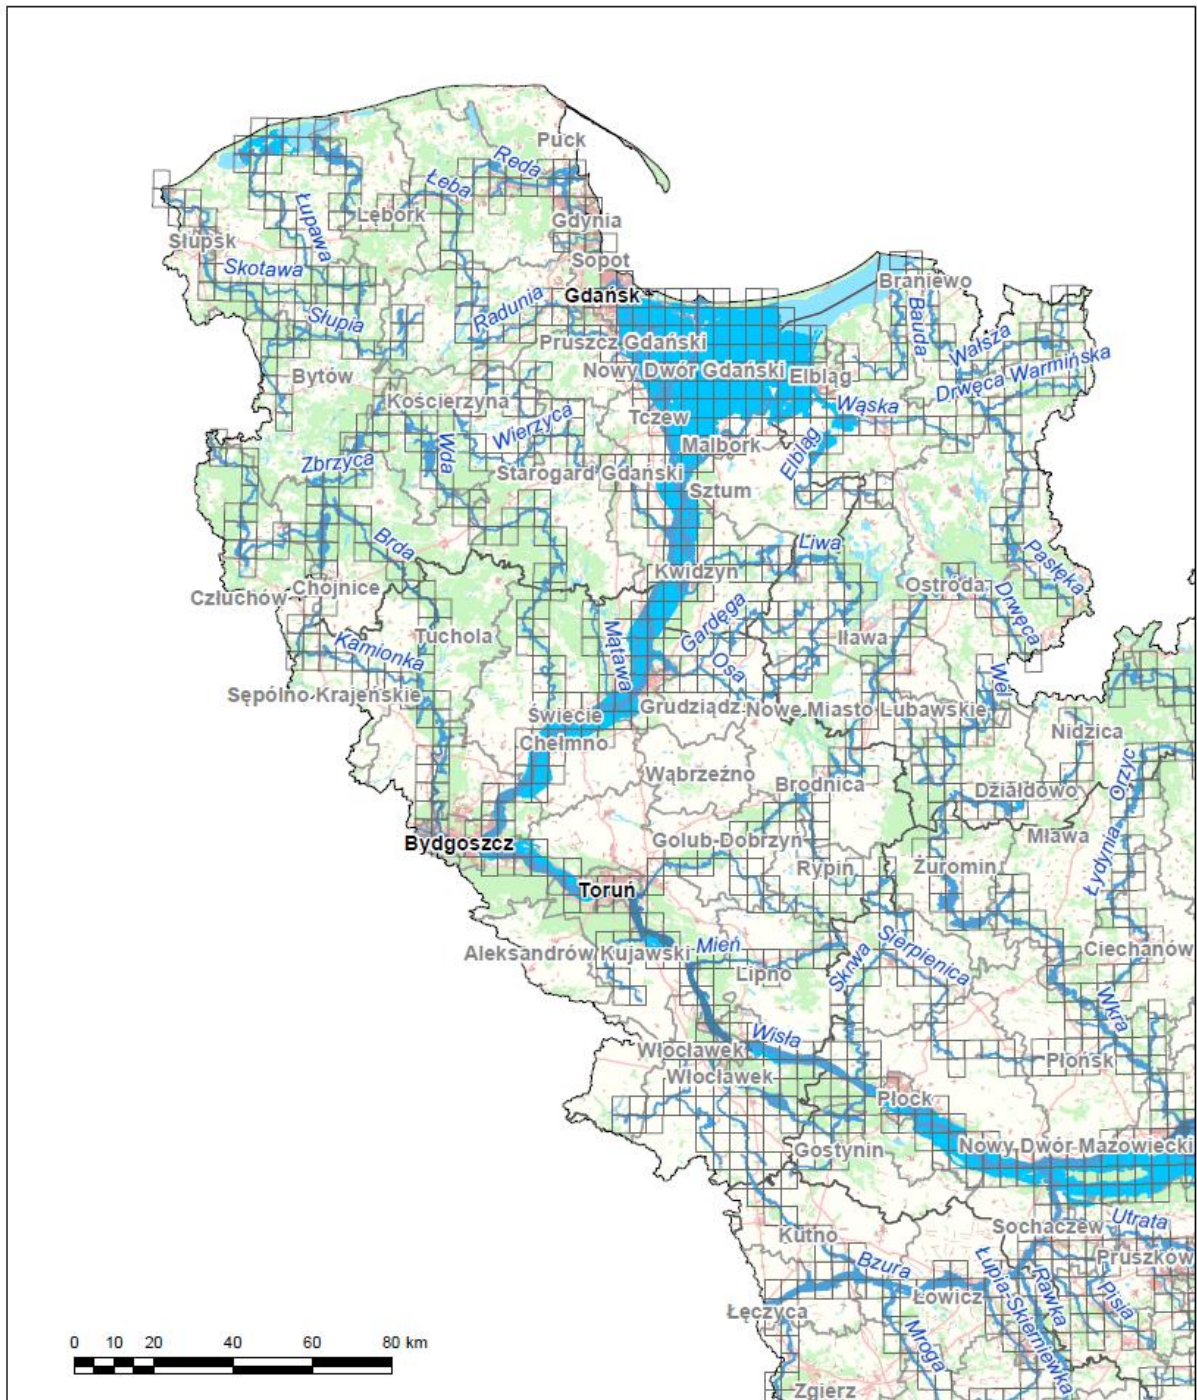 Puck
Reda
Łeba
Łupawa
Lębork
Gdynia
Słupsk
Sopot
Skotawa
Gdańsk
Braniewo
Radunia
Słupia
Bauda
Pruszcz Gdański
Wałsza
Nowy Dwór Gdański
Elbląg
Drwęca Warmińska
Bytów
Kościerzyna
Wąska
Wierzyca
Tczew
Malbork
Elbląg
Wda
Zbrzyca
Starogard Gdański
Sztum
Brda
Liwa
Pasłęka
Kwidzyn
Ostróda
Człuchów
Chojnice
Drwęca
Gardęga
Tuchola
Iława
Kamionka
Mątawa
Osa
Wel
Sępólno Krajeńskie
Grudziądz
Nowe Miasto Lubawskie
Świecie
Nidzica
Chełmno
Wąbrzeźno
Brodnica
Orzyc
Działdowo
Mława
Bydgoszcz
Golub-Dobrzyń
Rypin
Żuromin
Łydynia
Toruń
Mień
Sierpienica
Ciechanów
Aleksandrów Kujawski
Lipno
Skrwa
Wkra
Wisła
Włocławek
Płońsk
Włocławek
Płock
Gostynin
Nowy Dwór Mazowiecki
Sochaczew
Utrata
Kutno
Pruszków
Bzura
Łupia-Skierniewka
Rawka
Pisia
Łowicz
Łęczyca
Mroga
Zgierz
0 10 20 40 60 80 km